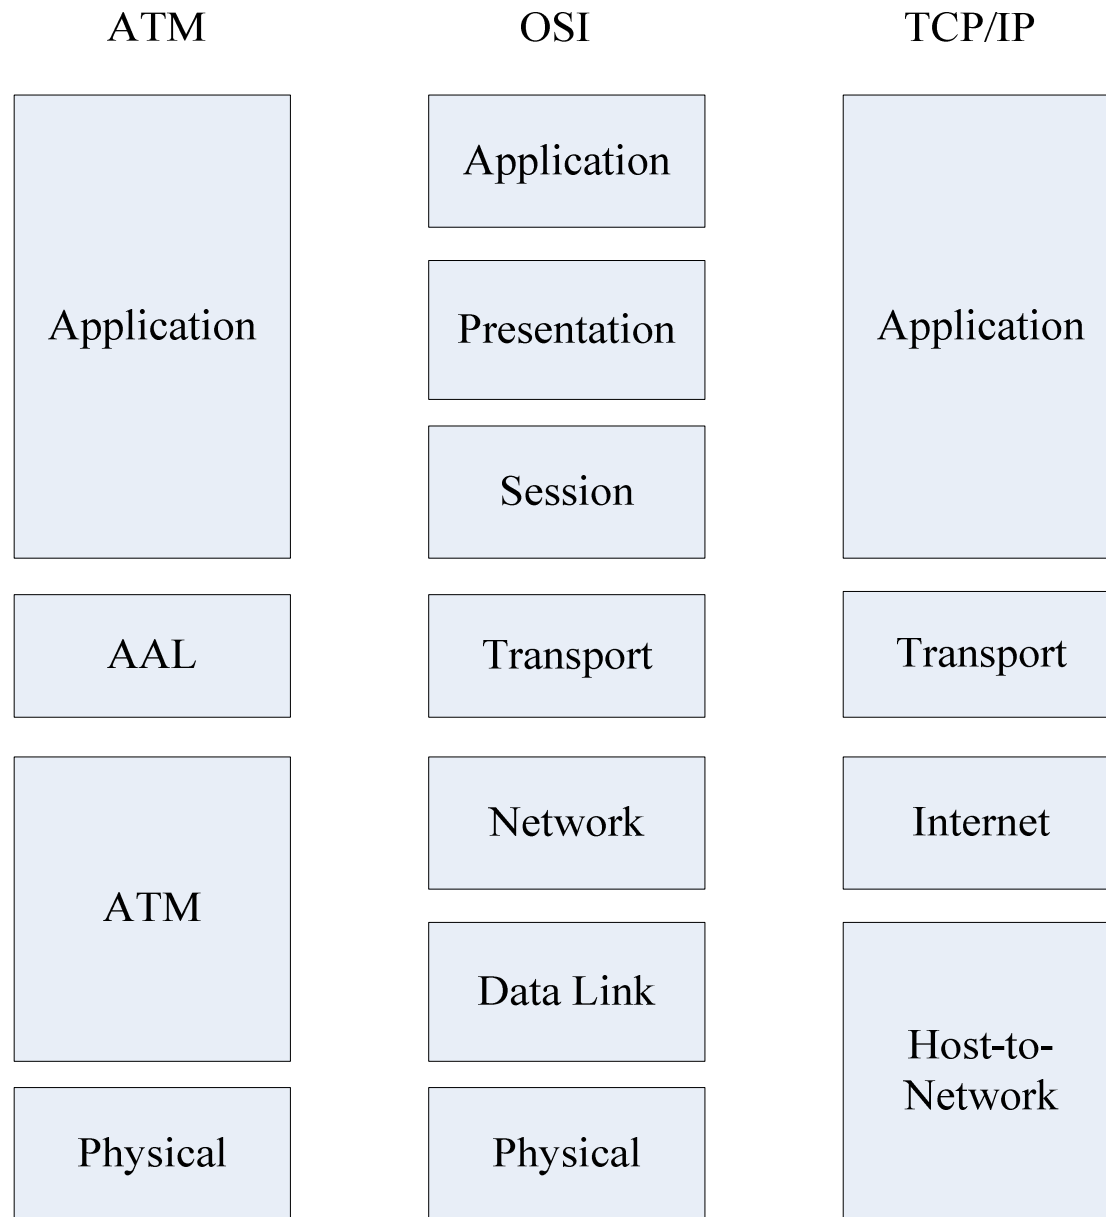 ATM
OSI
TCP/IP
Application
Presentation
Session
Application
Application
AAL
Transport
Transport
Network
Internet
ATM
Data Link
Host-to-
Network
Physical
Physical